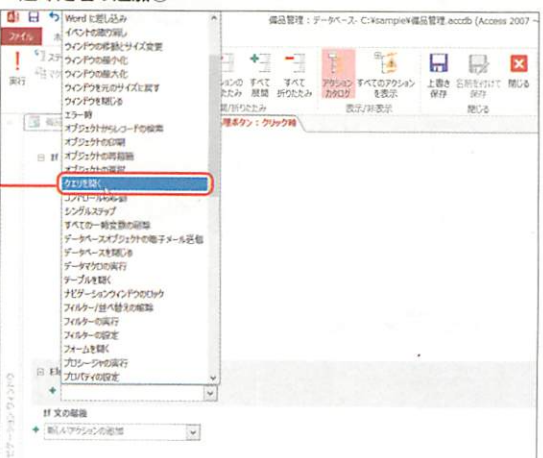 Word に差し込み
イベントの取り消し
ウィンドウの移動とサイズ変更
ウィンドウの最小化
ウィンドウの最大化
ウィンドウを元のサイズに戻す
ウィンドウを閉じる
エラー時
オブジェクトからレコードの検索
オブジェクトの印刷
オブジェクトの再描画
クエリを開く
シングルステップ
すべての一時変数の削除
データベースオブジェクトの電子メール送信
データベースを閉じる
データマクロの実行
テーブルを開く
ナビゲーションウィンドウのロック
フィルター/並べ替えの解除
フィルターの実行
フィルターの設定
フォームを開く
プロシージャの実行
プロパティの設定
備品管理 : データベース- C:¥sample¥備品管理.accdb (Access 2007 ~
ファイル
実行
すべて 展開
すべて 折りたたみ
アクション カタログ
すべてのアクション を表示
上書き 保存
名前を付けて 保存
閉じる
表示/非表示
閉じる
理ボタン : クリック時
If
If 文の最後
新しいアクションの追加